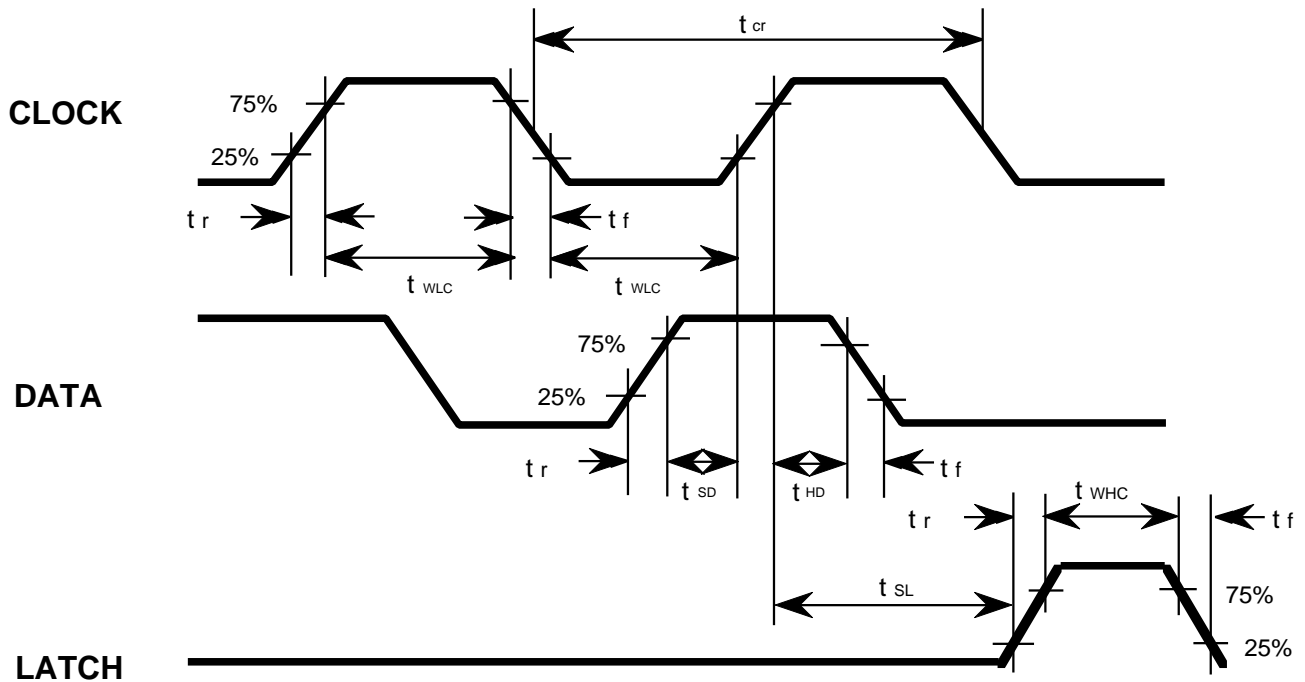 t cr
CLOCK
75%
25%
t r
t f
t WLC
t WLC
75%
DATA
25%
t r
t SD
t HD
t f
t WHC
t r
t f
t SL
75%
25%
LATCH